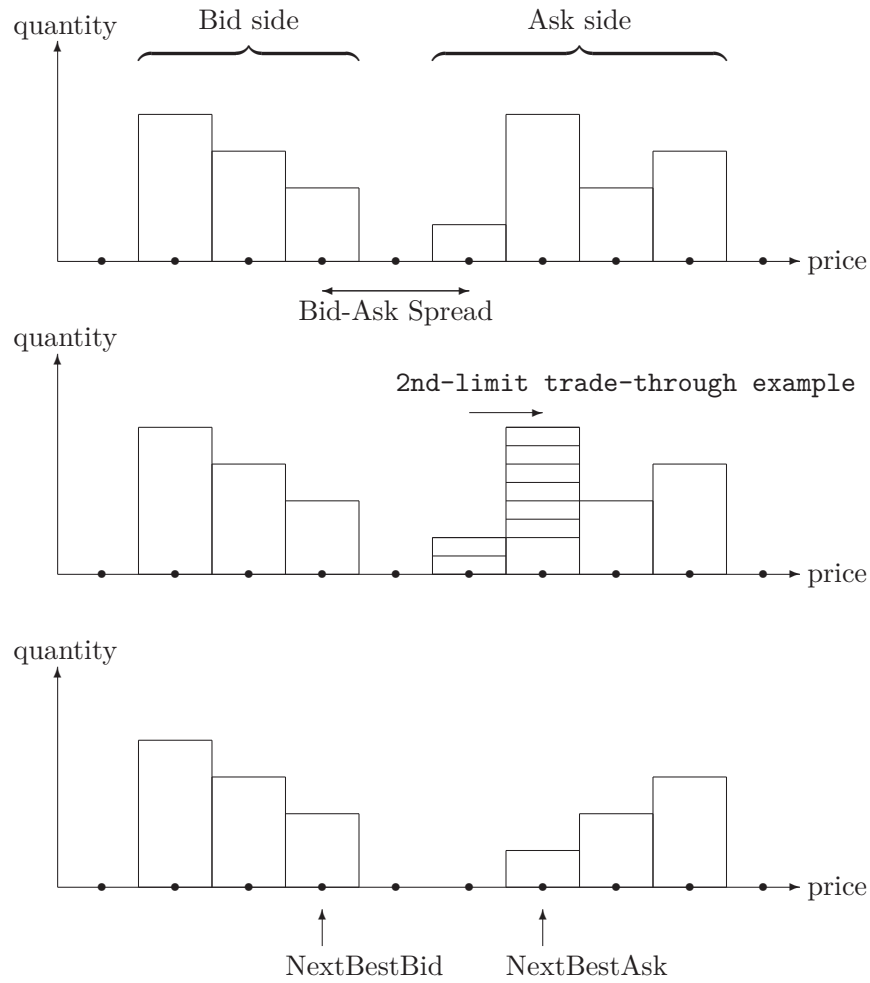 quantity
Bid side
Ask side
price
Bid-Ask Spread
quantity
2nd-limit trade-through example
price
quantity
price
NextBestBid
NextBestAsk